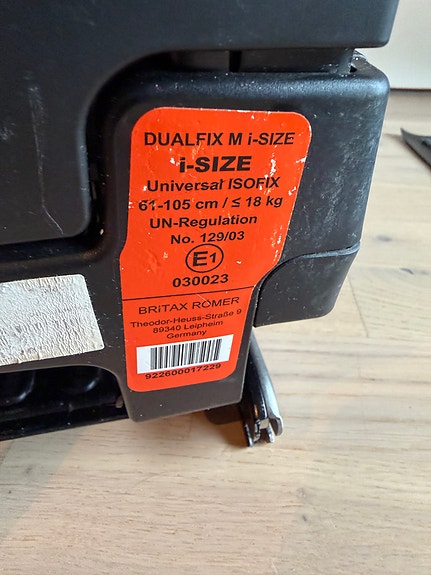 DUALFIX M i-SIZE
i-SIZE
Universal ISOFIX
61-105 cm / ≤ 18 kg
UN-Regulation
No. 129/03
E1
030023
BRITAX RÖMER
Theodor-Heuss-Straße 9
89340 Leipheim
Germany
922600017229